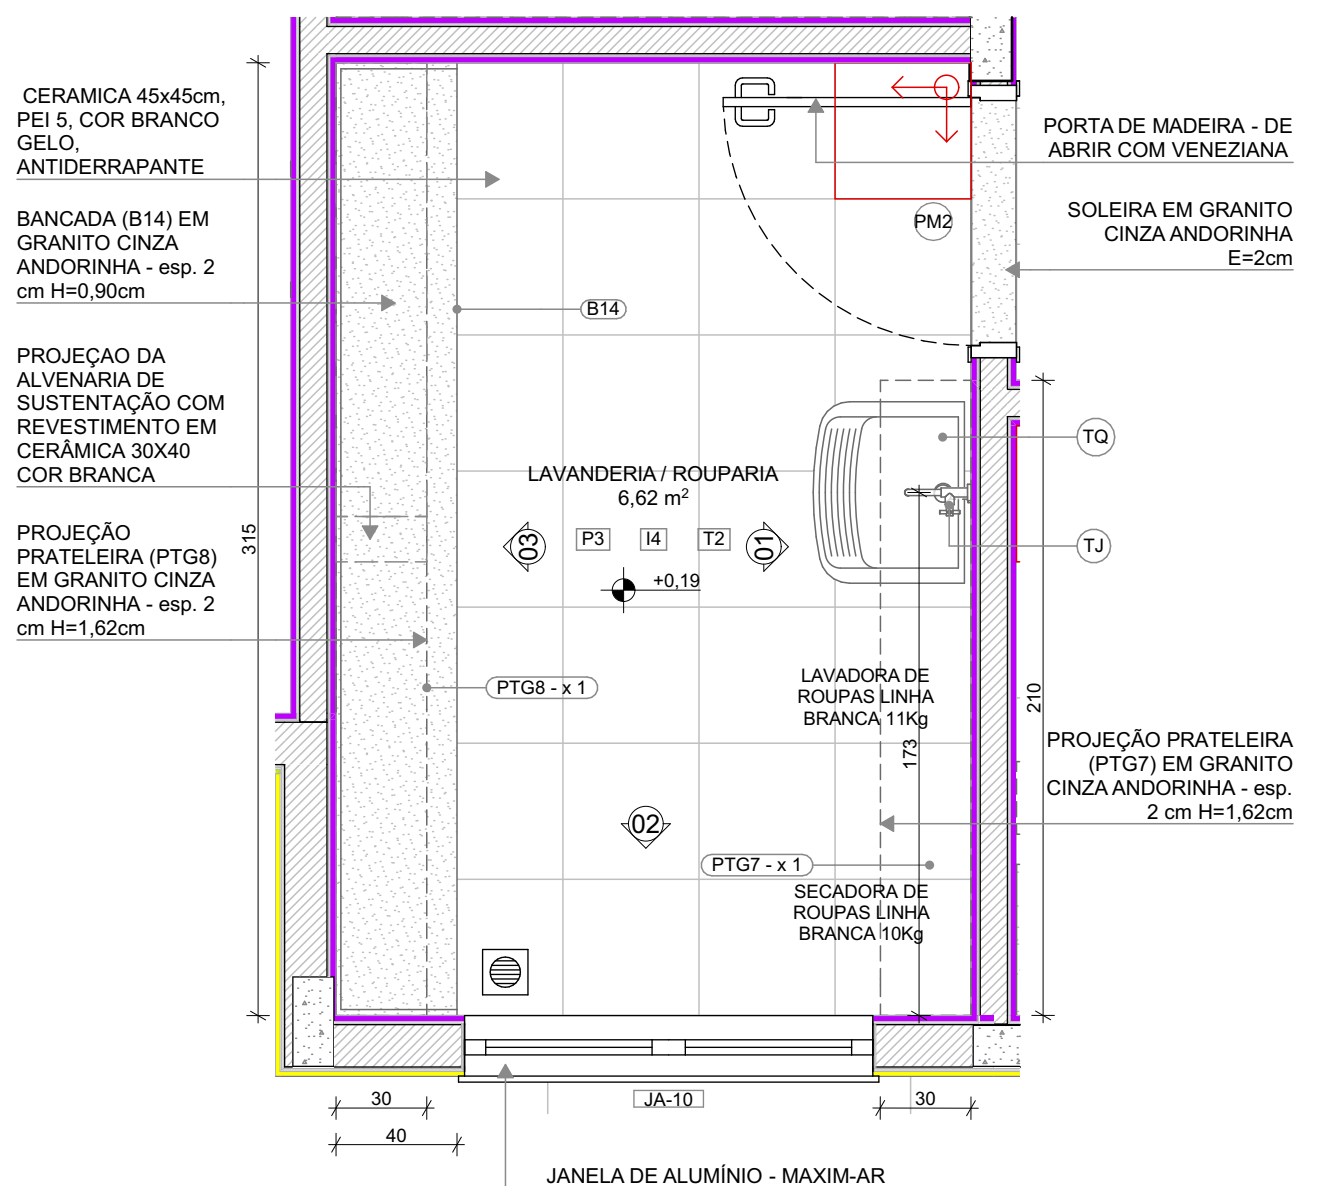 CERAMICA 45x45cm,
PEI 5, COR BRANCO
GELO,
ANTIDERRAPANTE
BANCADA (B14) EM
GRANITO CINZA
ANDORINHA - esp. 2
cm H=0,90cm
PROJEÇAO DA
ALVENARIA DE
SUSTENTAÇÃO COM
REVESTIMENTO EM
CERÂMICA 30X40
COR BRANCA
PROJEÇÃO
PRATELEIRA (PTG8)
EM GRANITO CINZA
ANDORINHA - esp. 2
cm H=1,62cm
315
B14
PM2
LAVANDERIA / ROUPARIA
6,62 m²
03
P3
I4
T2
01
+0,19
PTG8 - x 1
02
LAVADORA DE
ROUPAS LINHA
BRANCA 11Kg
173
PTG7 - x 1
SECADORA DE
ROUPAS LINHA
BRANCA 10Kg
PORTA DE MADEIRA - DE
ABRIR COM VENEZIANA
SOLEIRA EM GRANITO
CINZA ANDORINHA
E=2cm
TQ
TJ
210
PROJEÇÃO PRATELEIRA
(PTG7) EM GRANITO
CINZA ANDORINHA - esp.
2 cm H=1,62cm
30
JA-10
30
40
JANELA DE ALUMÍNIO - MAXIM-AR